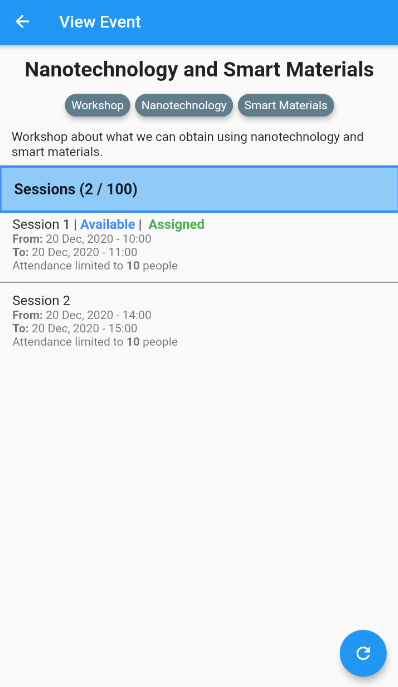 View Event
Nanotechnology and Smart Materials
Workshop Nanotechnology Smart Materials
Workshop about what we can obtain using nanotechnology and
smart materials.
Sessions (2 / 100)
Session 1 | Available | Assigned
From: 20 Dec, 2020 - 10:00
To: 20 Dec, 2020 - 11:00
Attendance limited to 10 people
Session 2
From: 20 Dec, 2020 - 14:00
To: 20 Dec, 2020 - 15:00
Attendance limited to 10 people